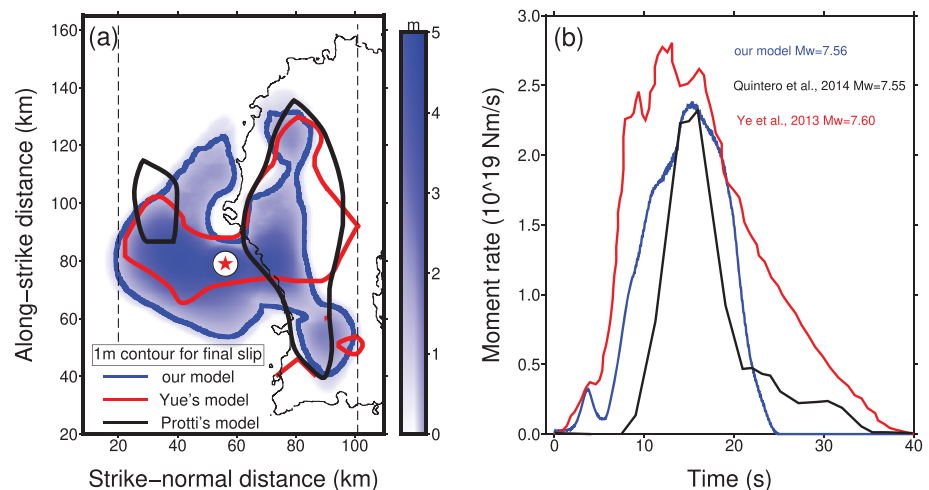 (a)
160
140
120
100
80
60
40
20
Along-strike distance (km)
20
40
60
80
100
Strike-normal distance (km)
1m contour for final slip
our model
Yue's model
Protti's model
m
5
4
3
2
1
0
(b)
3.0
2.5
2.0
1.5
1.0
0.5
0.0
Moment rate (10^19 Nm/s)
our model Mw=7.56
Quintero et al., 2014 Mw=7.55
Ye et al., 2013 Mw=7.60
0
10
20
30
40
Time (s)